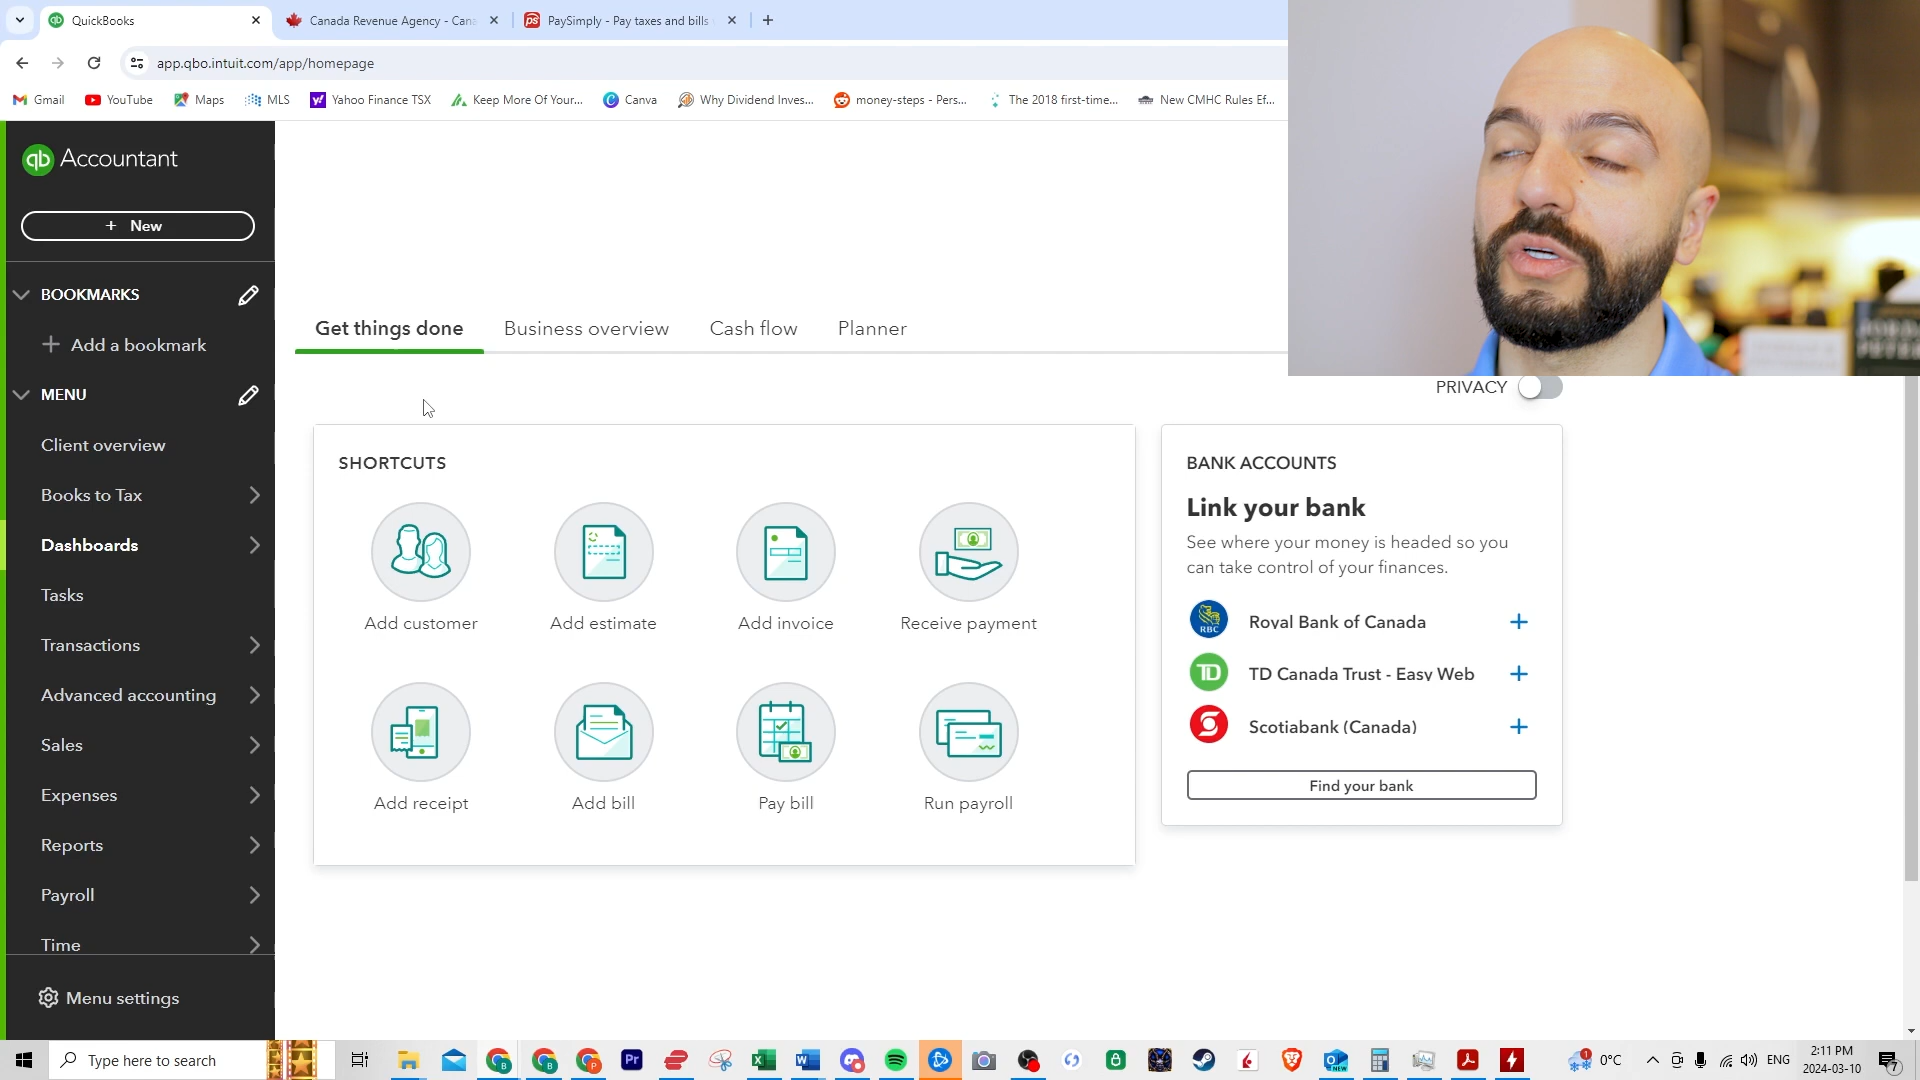 QuickBooks
Canada Revenue Agency - Cana
PaySimply - Pay taxes and bills
app.qbo.intuit.com/app/homepage
Gmail
YouTube
Maps
MLS
Yahoo Finance TSX
Keep More Of Your...
Canva
Why Dividend Inves...
money-steps - Pers...
The 2018 first-time...
New CMHC Rules Ef...
qb Accountant
+ New
BOOKMARKS
+ Add a bookmark
MENU
Client overview
Books to Tax
Dashboards
Tasks
Transactions
Advanced accounting
Sales
Expenses
Reports
Payroll
Time
Menu settings
Get things done
Business overview
Cash flow
Planner
PRIVACY
SHORTCUTS
Add customer
Add estimate
Add invoice
Receive payment
Add receipt
Add bill
Pay bill
Run payroll
BANK ACCOUNTS
Link your bank
See where your money is headed so you
can take control of your finances.
RBC
Royal Bank of Canada
TD
TD Canada Trust - Easy Web
Scotiabank (Canada)
Find your bank
Type here to search
0°C
ENG
2:11 PM
2024-03-10